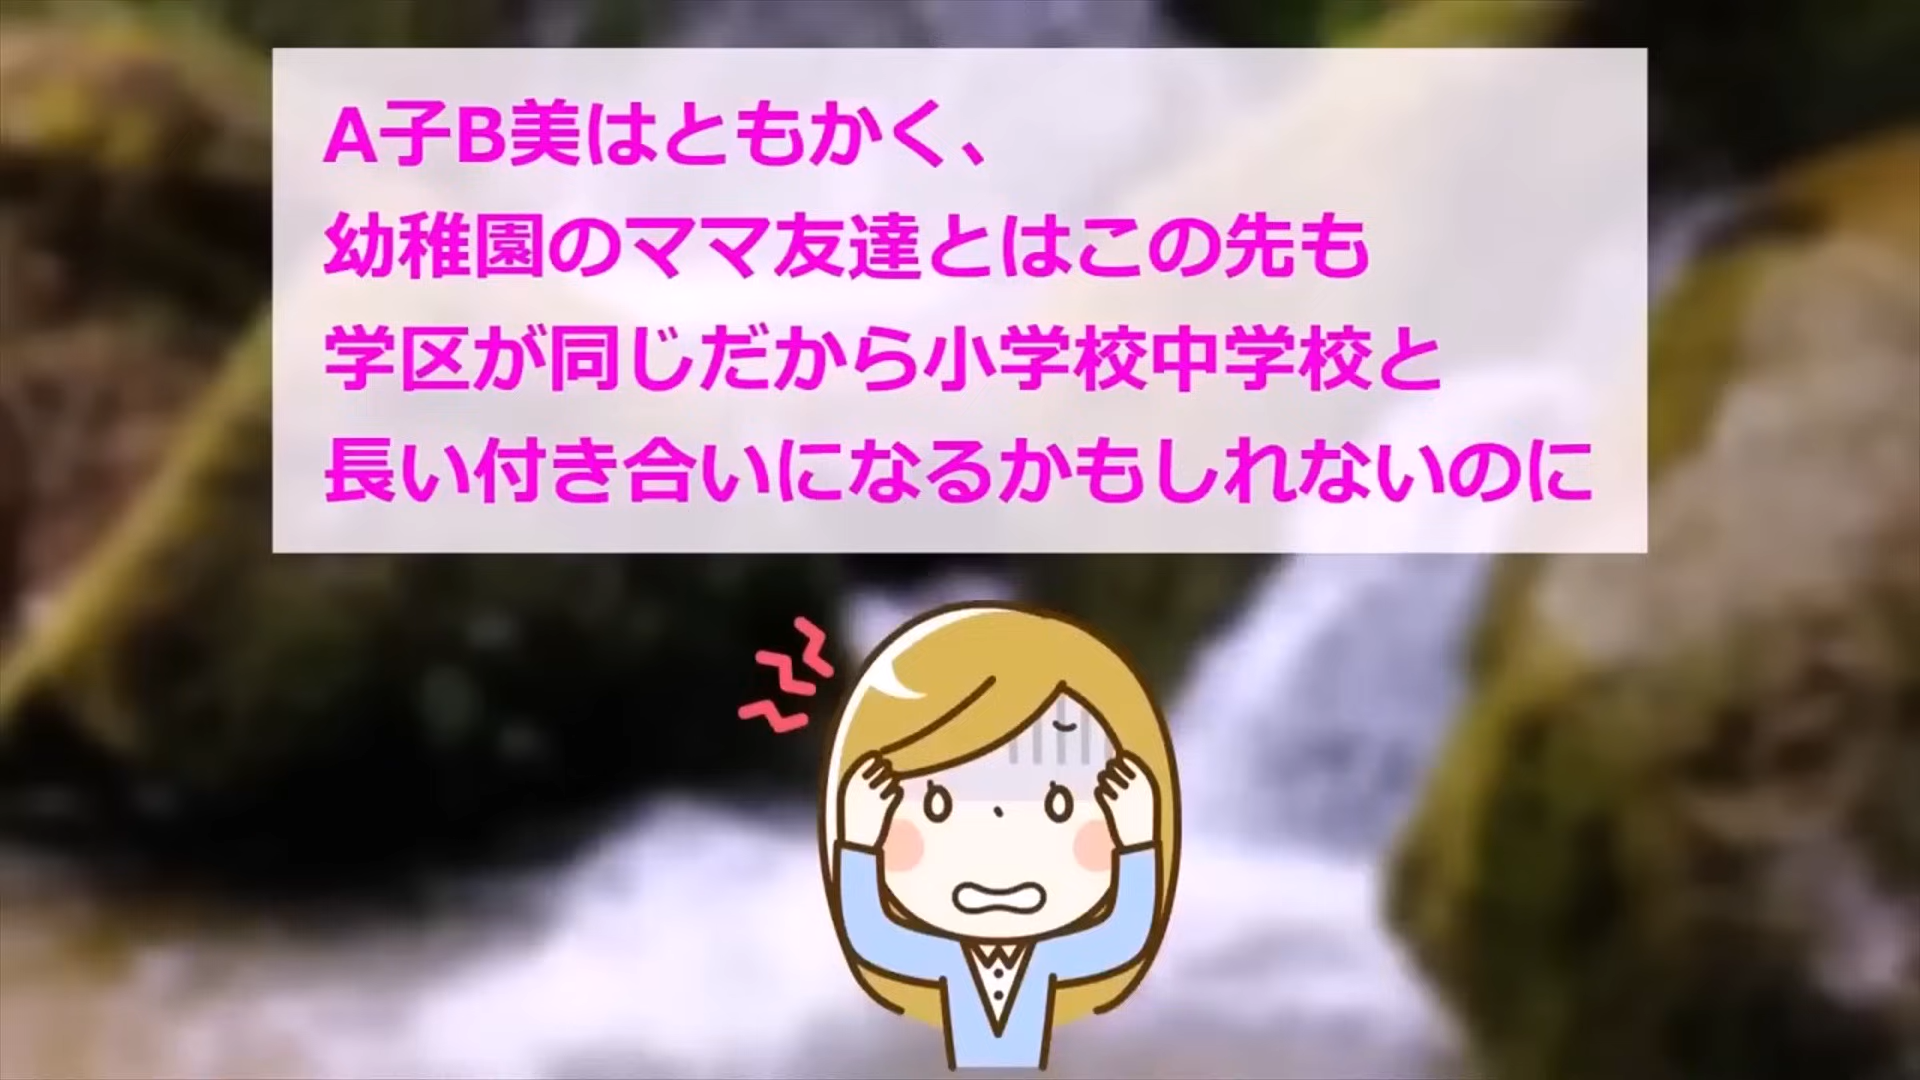 A子B美はともかく、
幼稚園のママ友達とはこの先も
学区が同じだから小学校中学校と
長い付き合いになるかもしれないのに